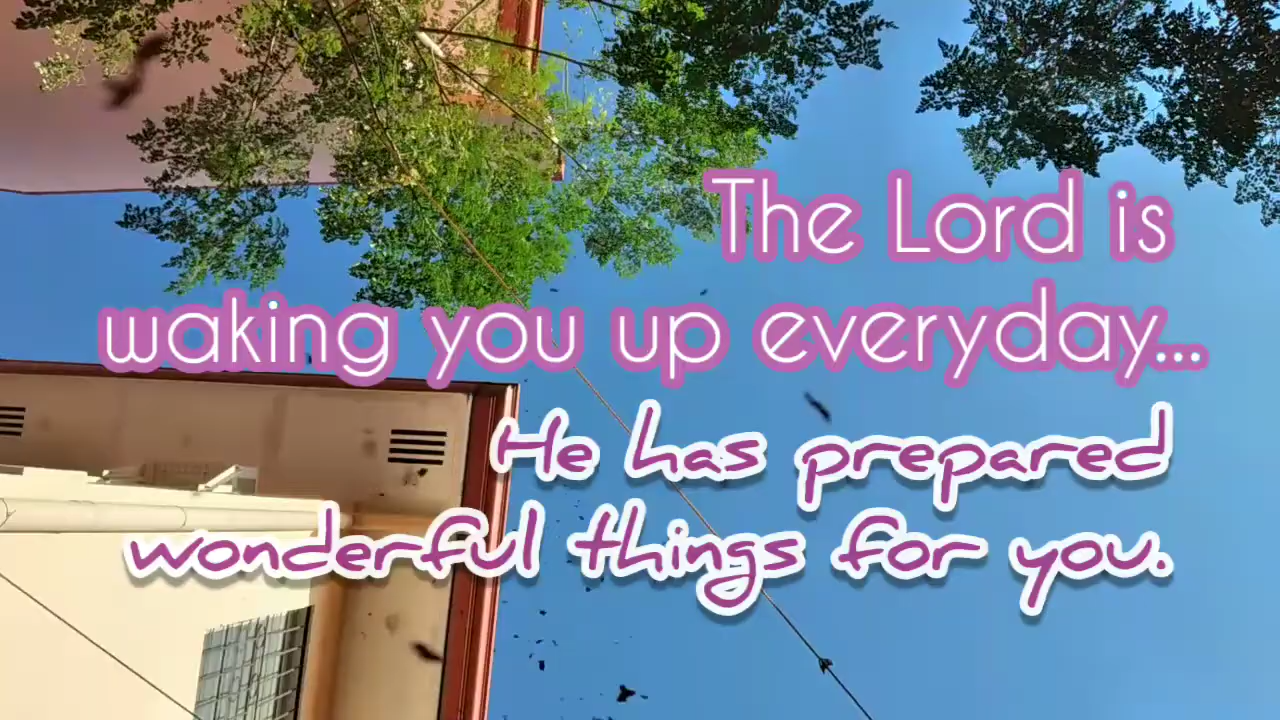 The Lord is
waking you up everyday...
He has prepared
wonderful things for you.